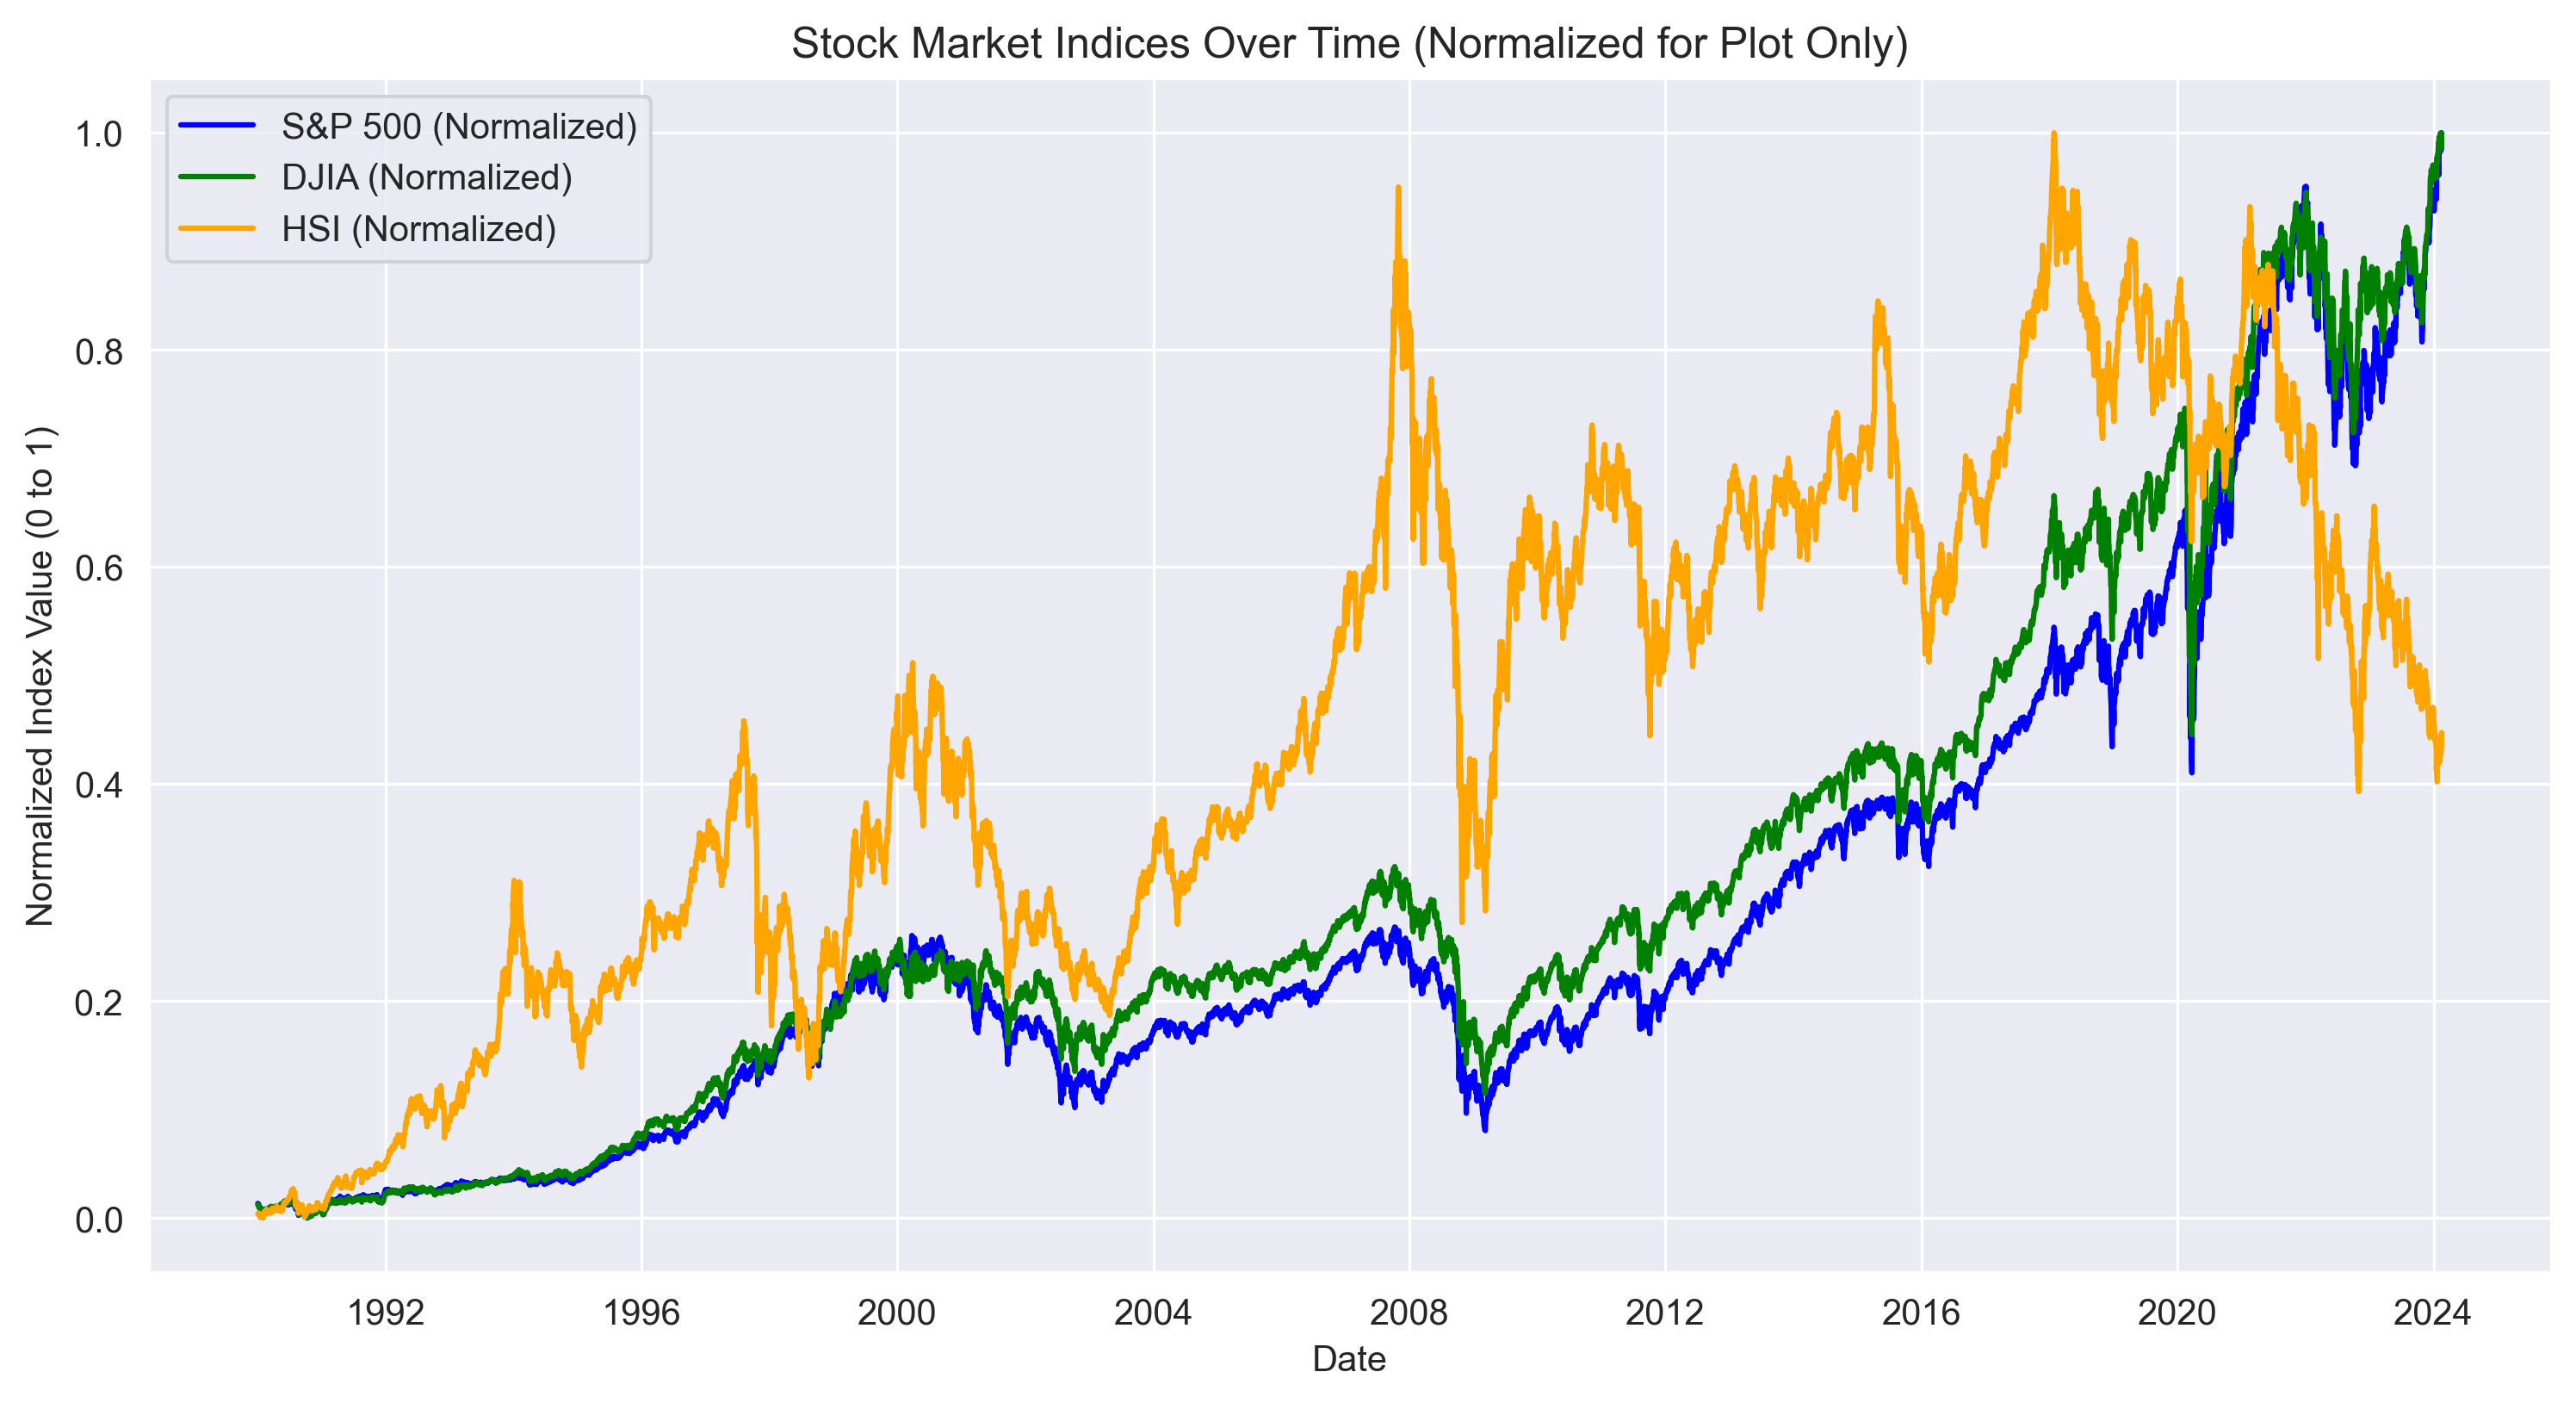 Stock Market Indices Over Time (Normalized for Plot Only)
S&P 500 (Normalized)
DJIA (Normalized)
HSI (Normalized)
Normalized Index Value (0 to 1)
1.0
0.8
0.6
0.4
0.2
0.0
1992 1996 2000 2004 2008 2012 2016 2020 2024
Date